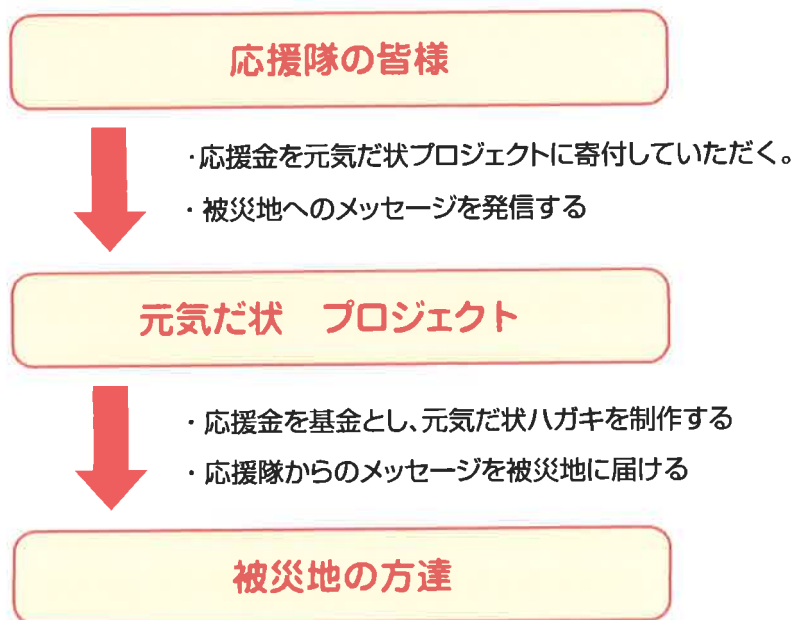 応援隊の皆様
・応援金を元気だ状プロジェクトに寄付していただく。
・被災地へのメッセージを発信する
元気だ状　プロジェクト
・応援金を基金とし、元気だ状ハガキを制作する
・応援隊からのメッセージを被災地に届ける
被災地の方達